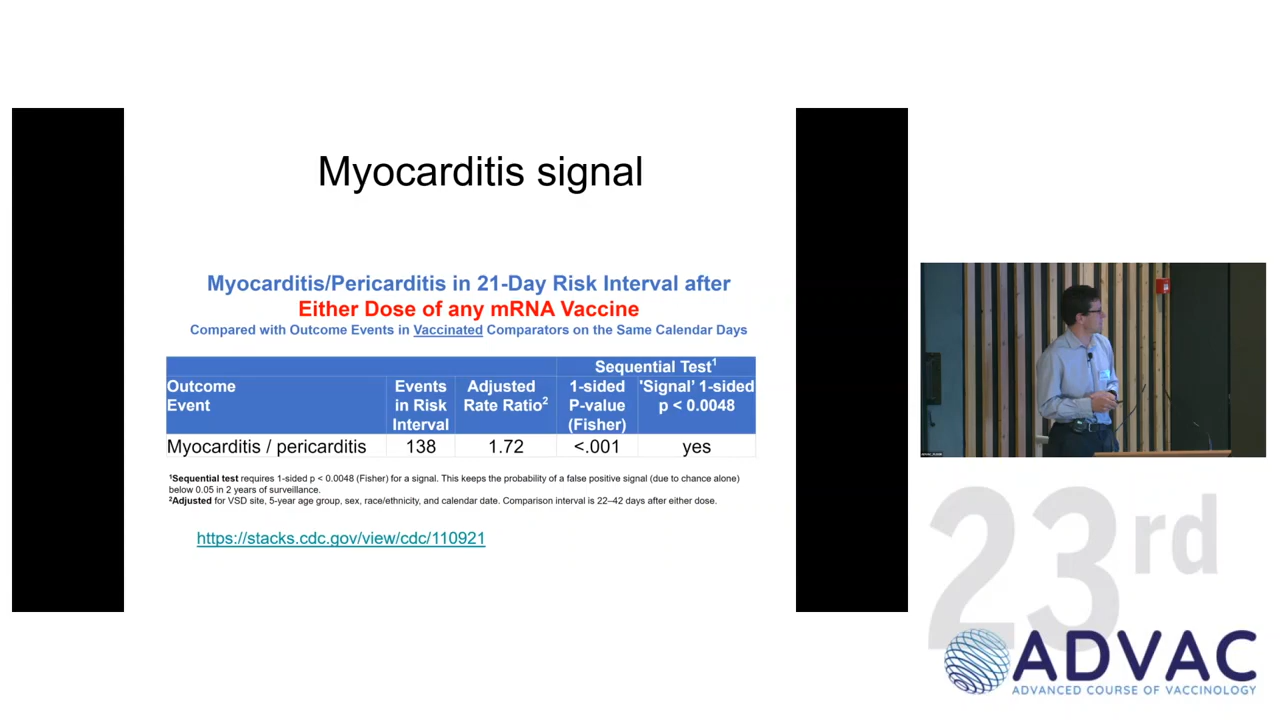 Myocarditis signal
Myocarditis/Pericarditis in 21-Day Risk Interval after
Either Dose of any mRNA Vaccine
Compared with Outcome Events in Vaccinated Comparators on the Same Calendar Days
Sequential Test¹
Outcome Event
Events in Risk Interval
Adjusted Rate Ratio²
1-sided P-value (Fisher)
'Signal' 1-sided p < 0.0048
Myocarditis / pericarditis 138 1.72 <.001 yes
¹Sequential test requires 1-sided p < 0.0048 (Fisher) for a signal. This keeps the probability of a false positive signal (due to chance alone)
below 0.05 in 2 years of surveillance.
²Adjusted for VSD site, 5-year age group, sex, race/ethnicity, and calendar date. Comparison interval is 22–42 days after either dose.
https://stacks.cdc.gov/view/cdc/110921
23rd
ADVAC
ADVANCED COURSE OF VACCINOLOGY